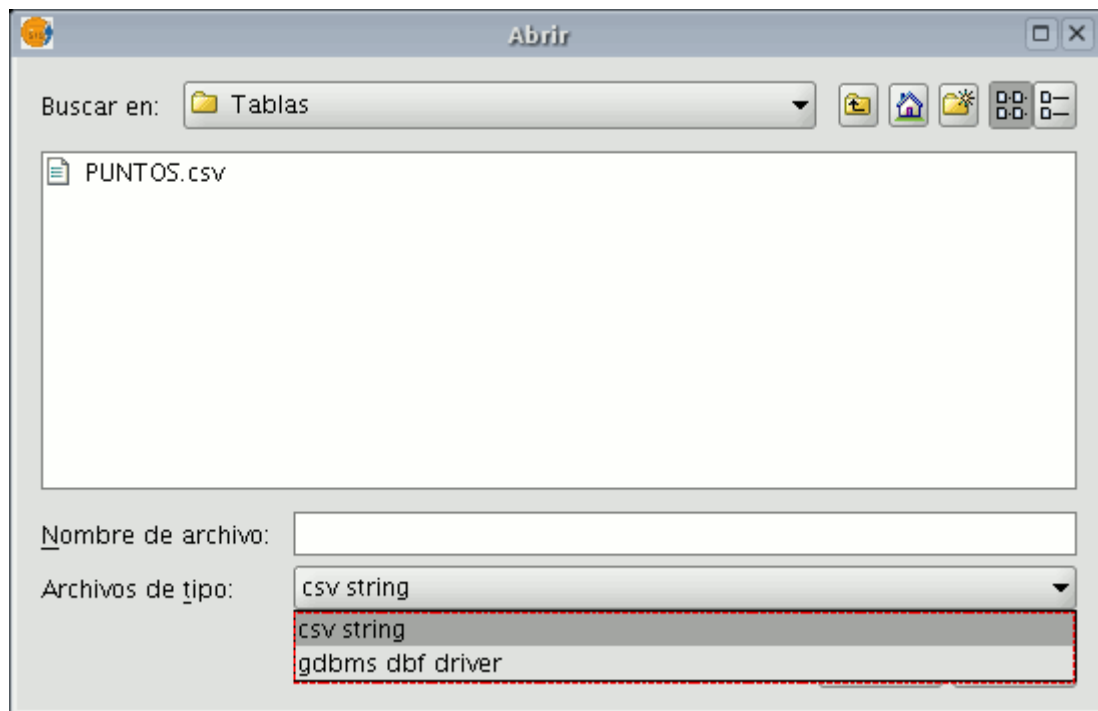 Abrir
Buscar en: Tablas
PUNTOS.csv
Nombre de archivo:
Archivos de tipo: csv string
csv string
gdbms dbf driver